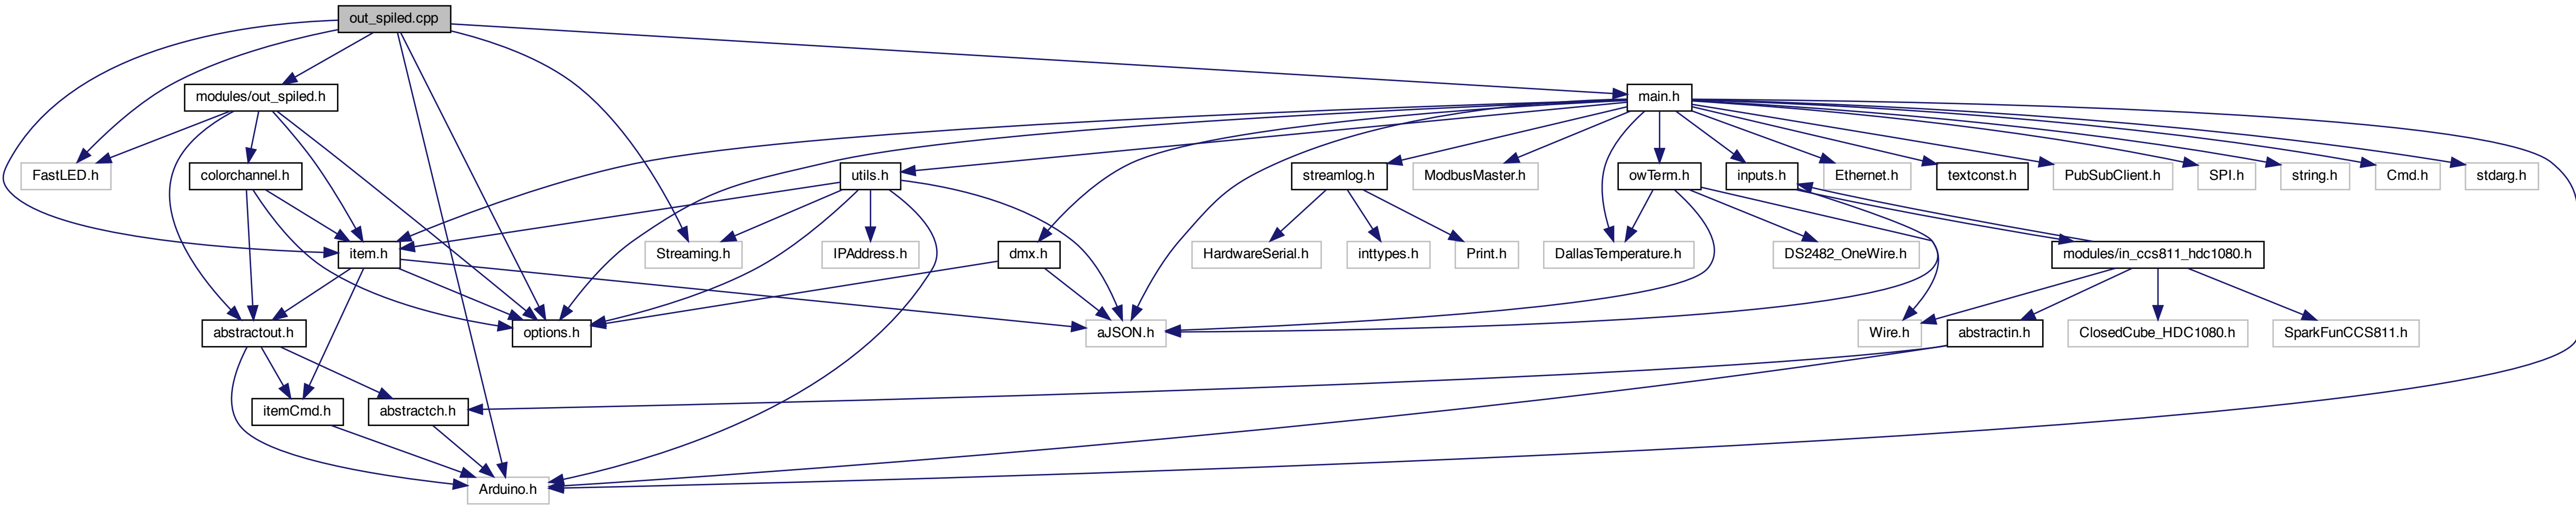 out_spiled.cpp
modules/out_spiled.h
main.h
FastLED.h
colorchannel.h
utils.h
streamlog.h
ModbusMaster.h
owTerm.h
inputs.h
Ethernet.h
textconst.h
PubSubClient.h
SPI.h
string.h
Cmd.h
stdarg.h
item.h
Streaming.h
IPAddress.h
dmx.h
HardwareSerial.h
inttypes.h
Print.h
DallasTemperature.h
DS2482_OneWire.h
modules/in_ccs811_hdc1080.h
abstractout.h
options.h
aJSON.h
Wire.h
abstractin.h
ClosedCube_HDC1080.h
SparkFunCCS811.h
itemCmd.h
abstractch.h
Arduino.h